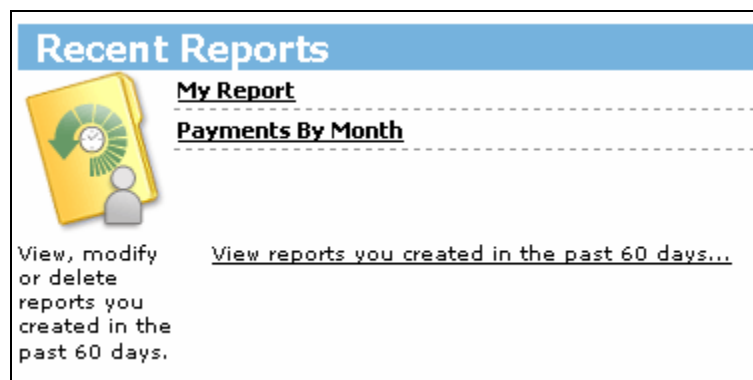 Recent Reports
My Report
Payments By Month
View, modify
or delete
reports you
created in the
past 60 days.
View reports you created in the past 60 days...